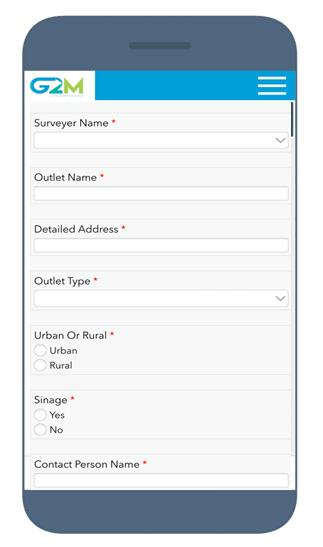 G2M
Surveyer Name *
Outlet Name *
Detailed Address *
Outlet Type *
Urban Or Rural *
Urban
Rural
Sinage *
Yes
No
Contact Person Name *